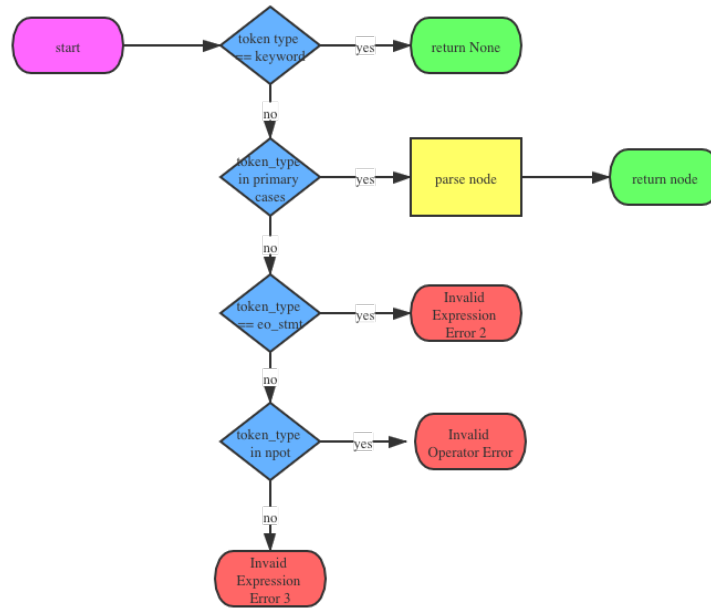 start
token type
== keyword
yes
return None
no
token_type
in primary
cases
yes
parse node
return node
no
token_type
== eo_stmt
yes
Invalid
Expression
Error 2
no
token_type
in npot
yes
Invalid
Operator Error
no
Invaid
Expression
Error 3